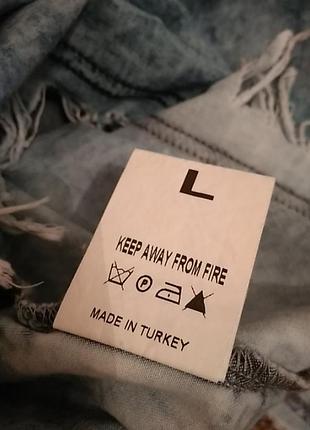 L
KEEP AWAY FROM FIRE
P
MADE IN TURKEY